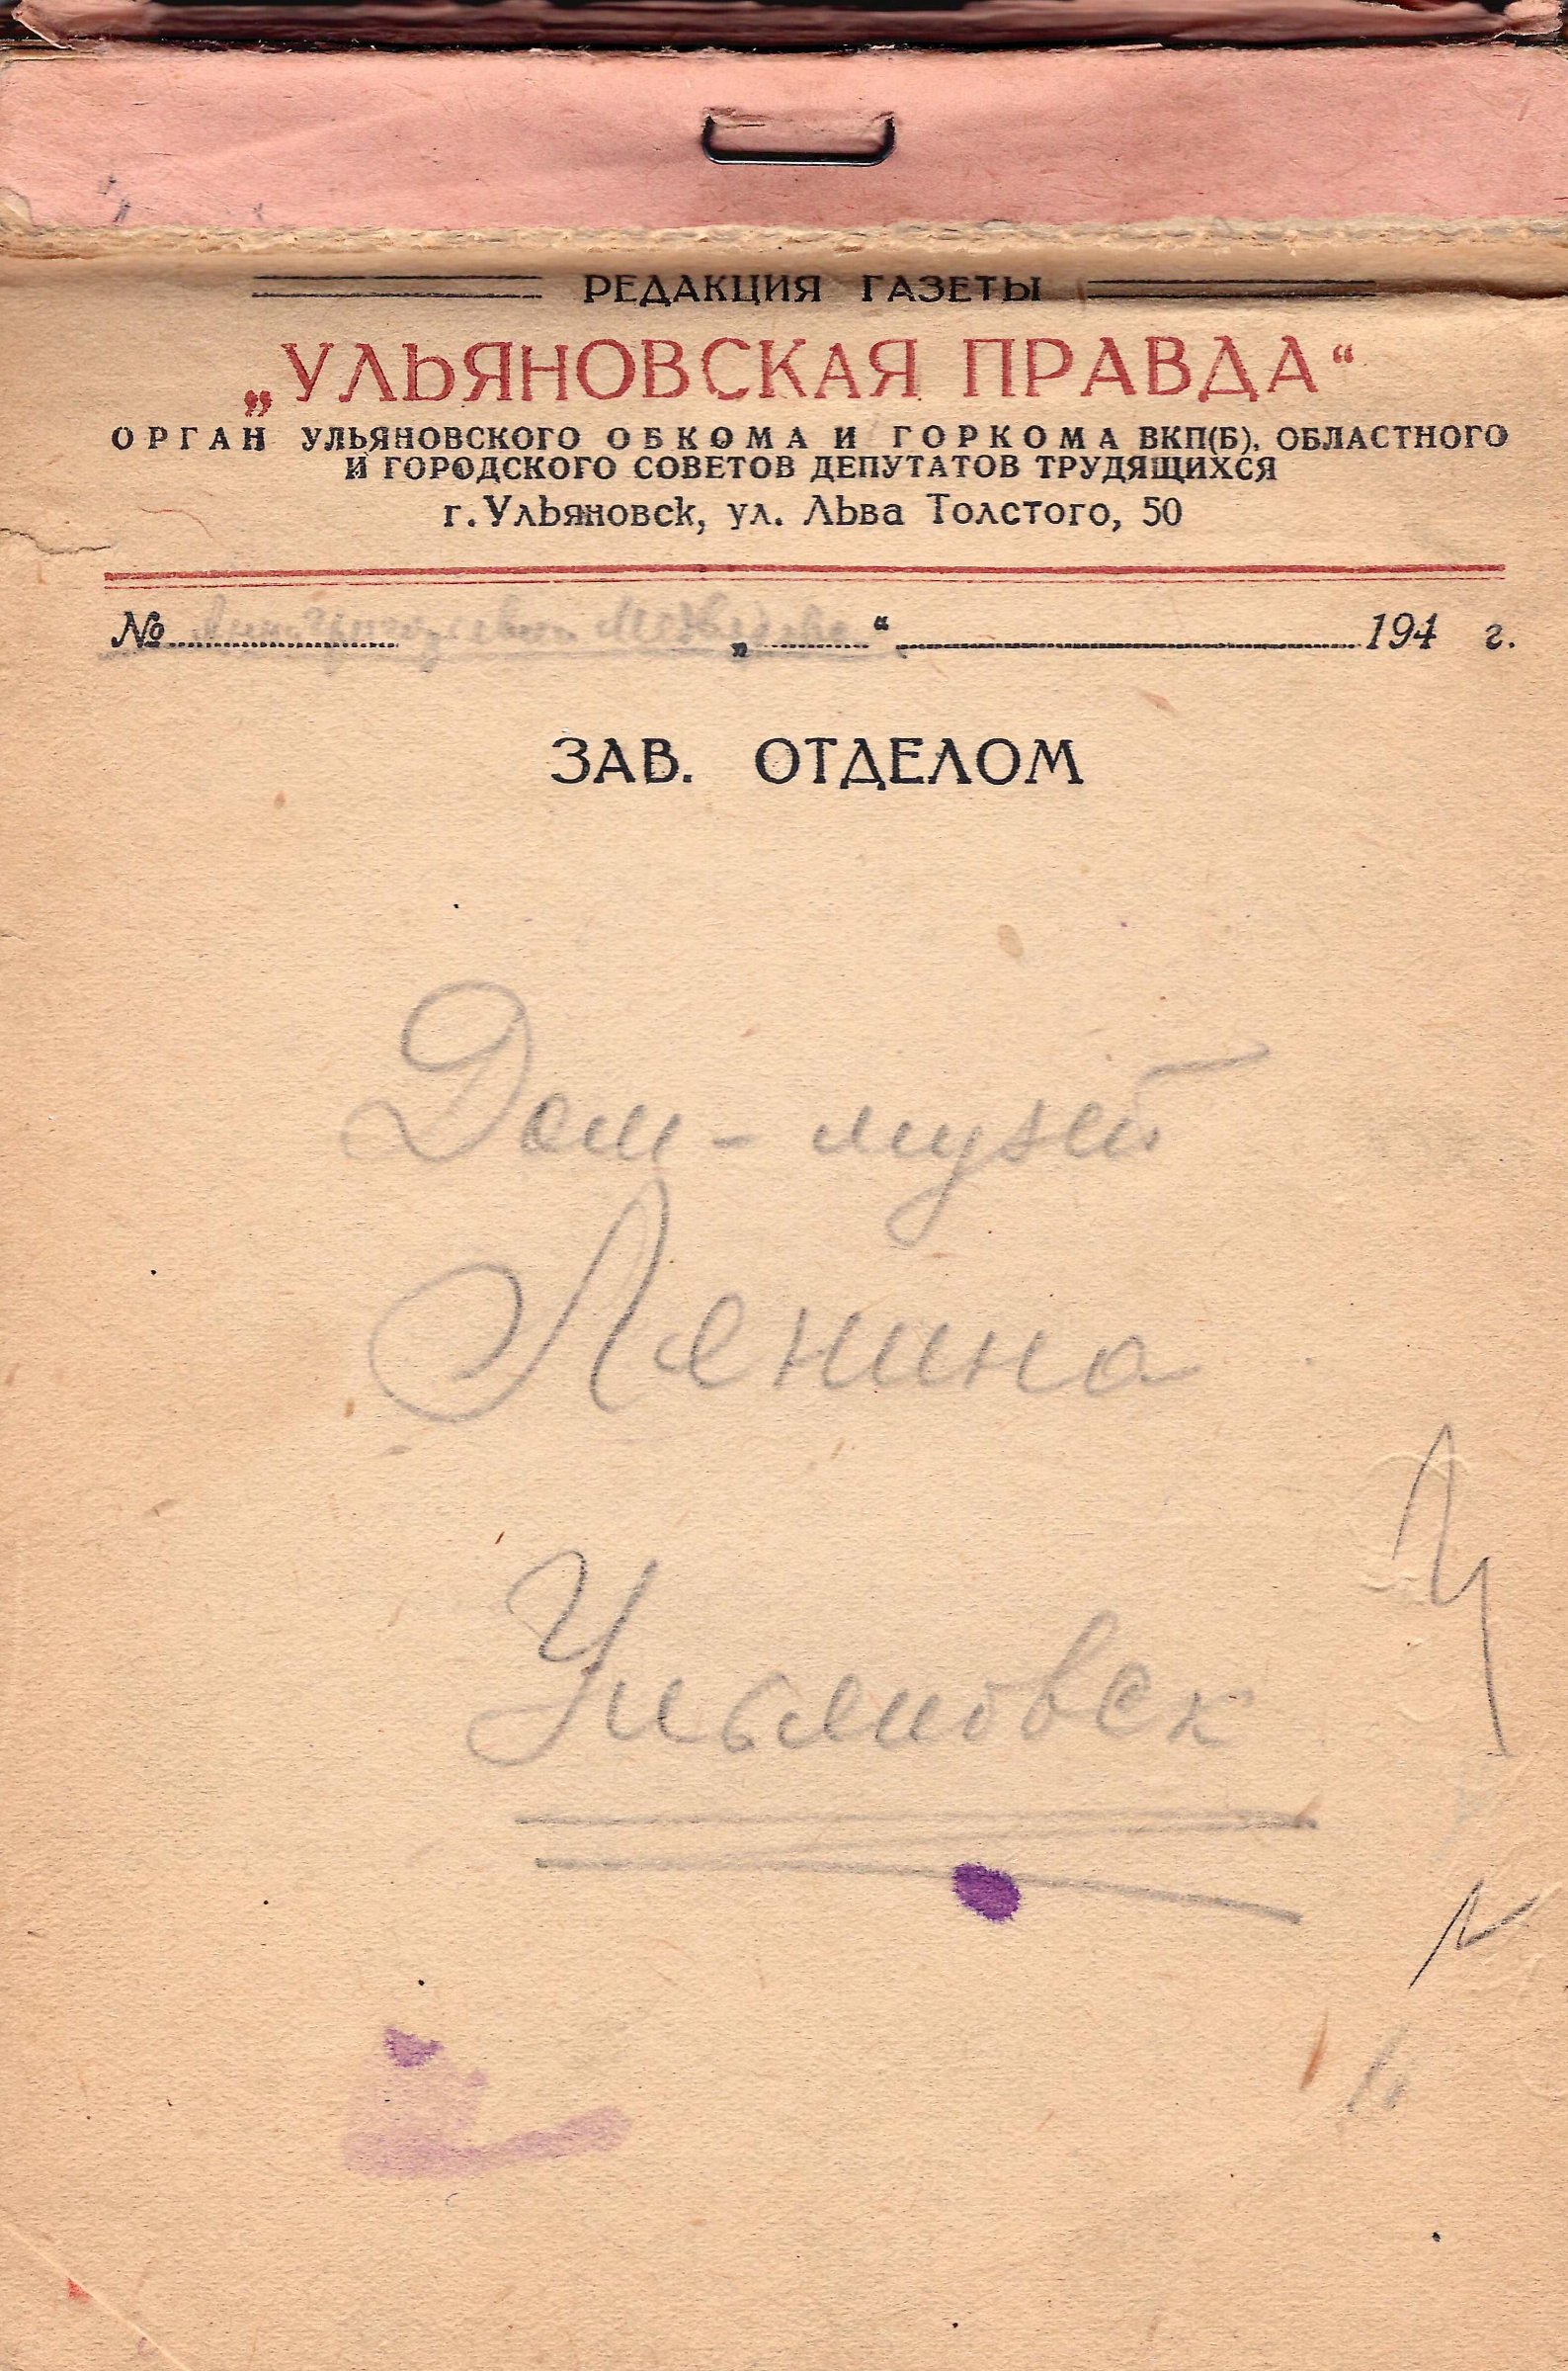 РЕДАКЦИЯ ГАЗЕТЫ
„УЛЬЯНОВСКАЯ ПРАВДА“
ОРГАН УЛЬЯНОВСКОГО ОБКОМА И ГОРКОМА ВКП(Б), ОБЛАСТНОГО
И ГОРОДСКОГО СОВЕТОВ ДЕПУТАТОВ ТРУДЯЩИХСЯ
г. Ульяновск, ул. Льва Толстого, 50
№ „ “ 194 г.
ЗАВ. ОТДЕЛОМ
Дом - музей
Ленина
Ульяновск